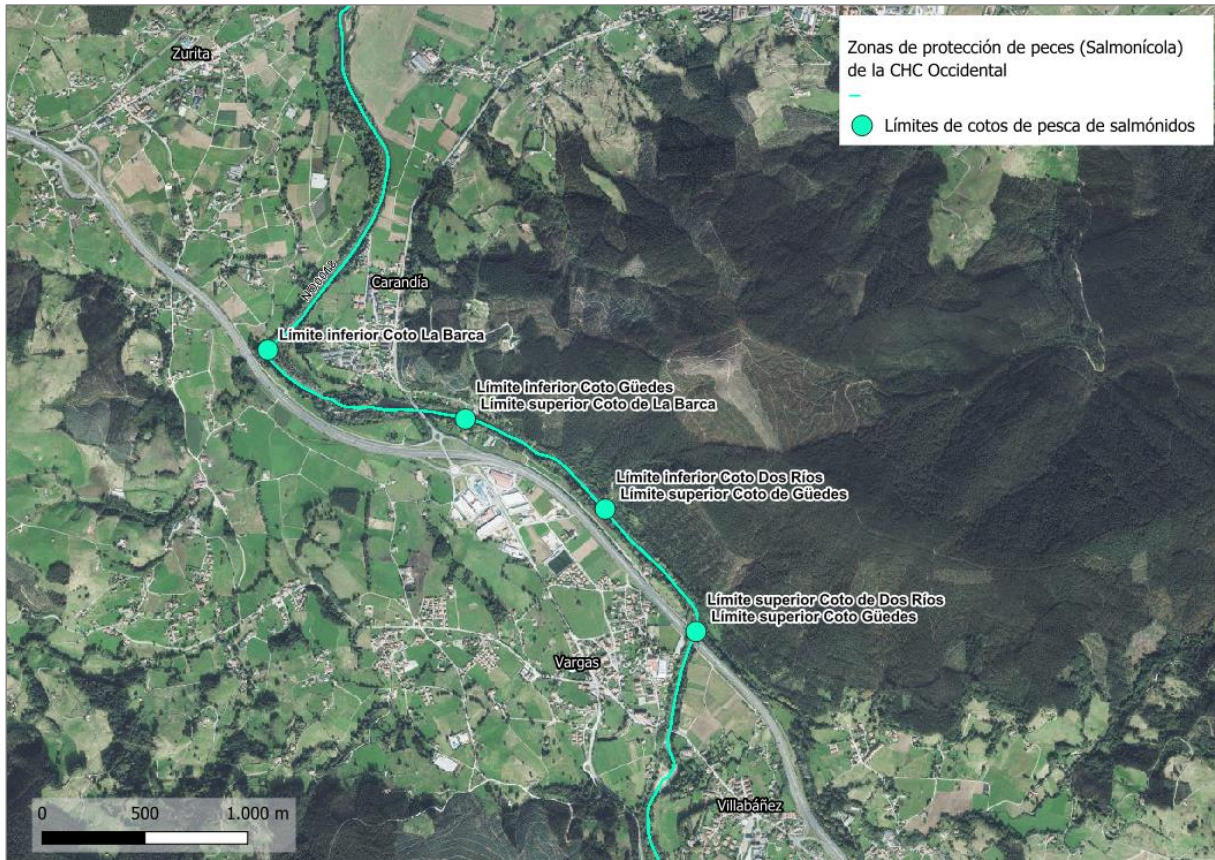 Zurita
Zonas de protección de peces (Salmonícola)
de la CHC Occidental
Límites de cotos de pesca de salmónidos
NO0013
Carandía
Límite inferior Coto La Barca
Límite inferior Coto Güedes
Límite superior Coto de La Barca
Límite inferior Coto Dos Ríos
Límite superior Coto de Güedes
Límite superior Coto de Dos Ríos
Límite superior Coto Güedes
Vargas
Villabáñez
0 500 1.000 m